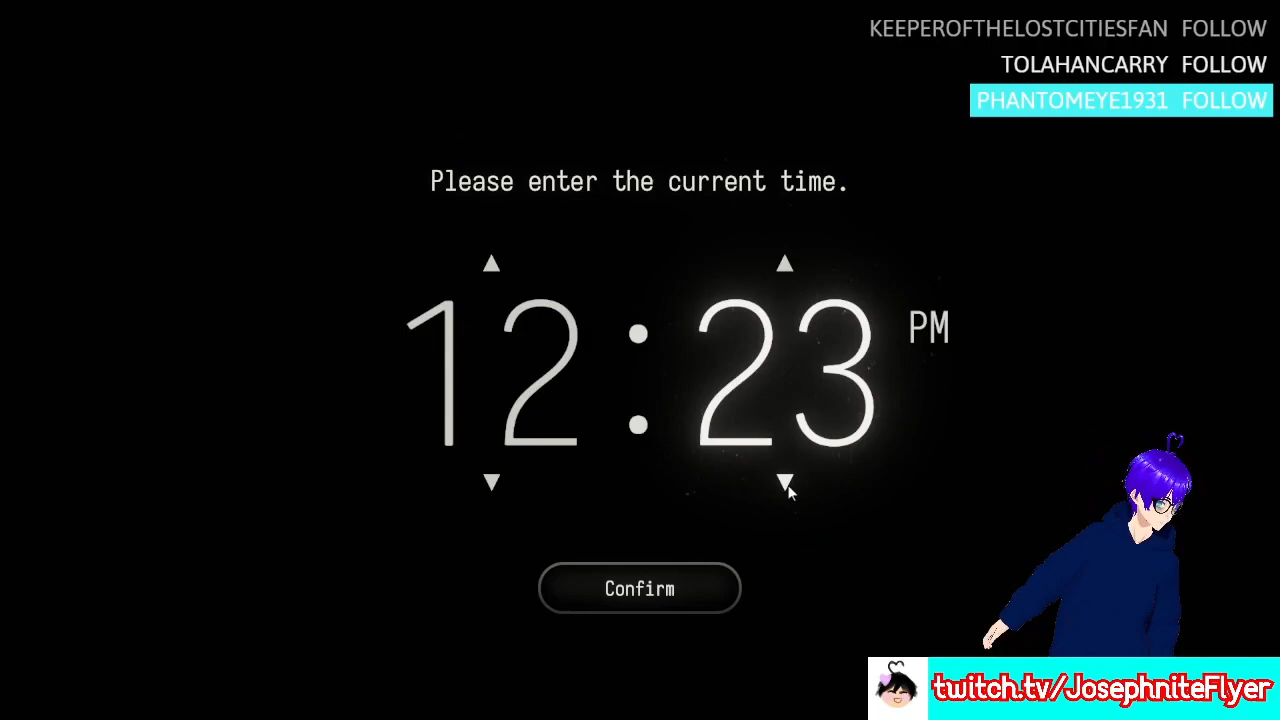 KEEPEROFTHELOSTCITIESFAN FOLLOW
TOLAHANCARRY FOLLOW
PHANTOMEYE1931 FOLLOW
Please enter the current time.
12:23 PM
Confirm
twitch.tv/JosephniteFlyer